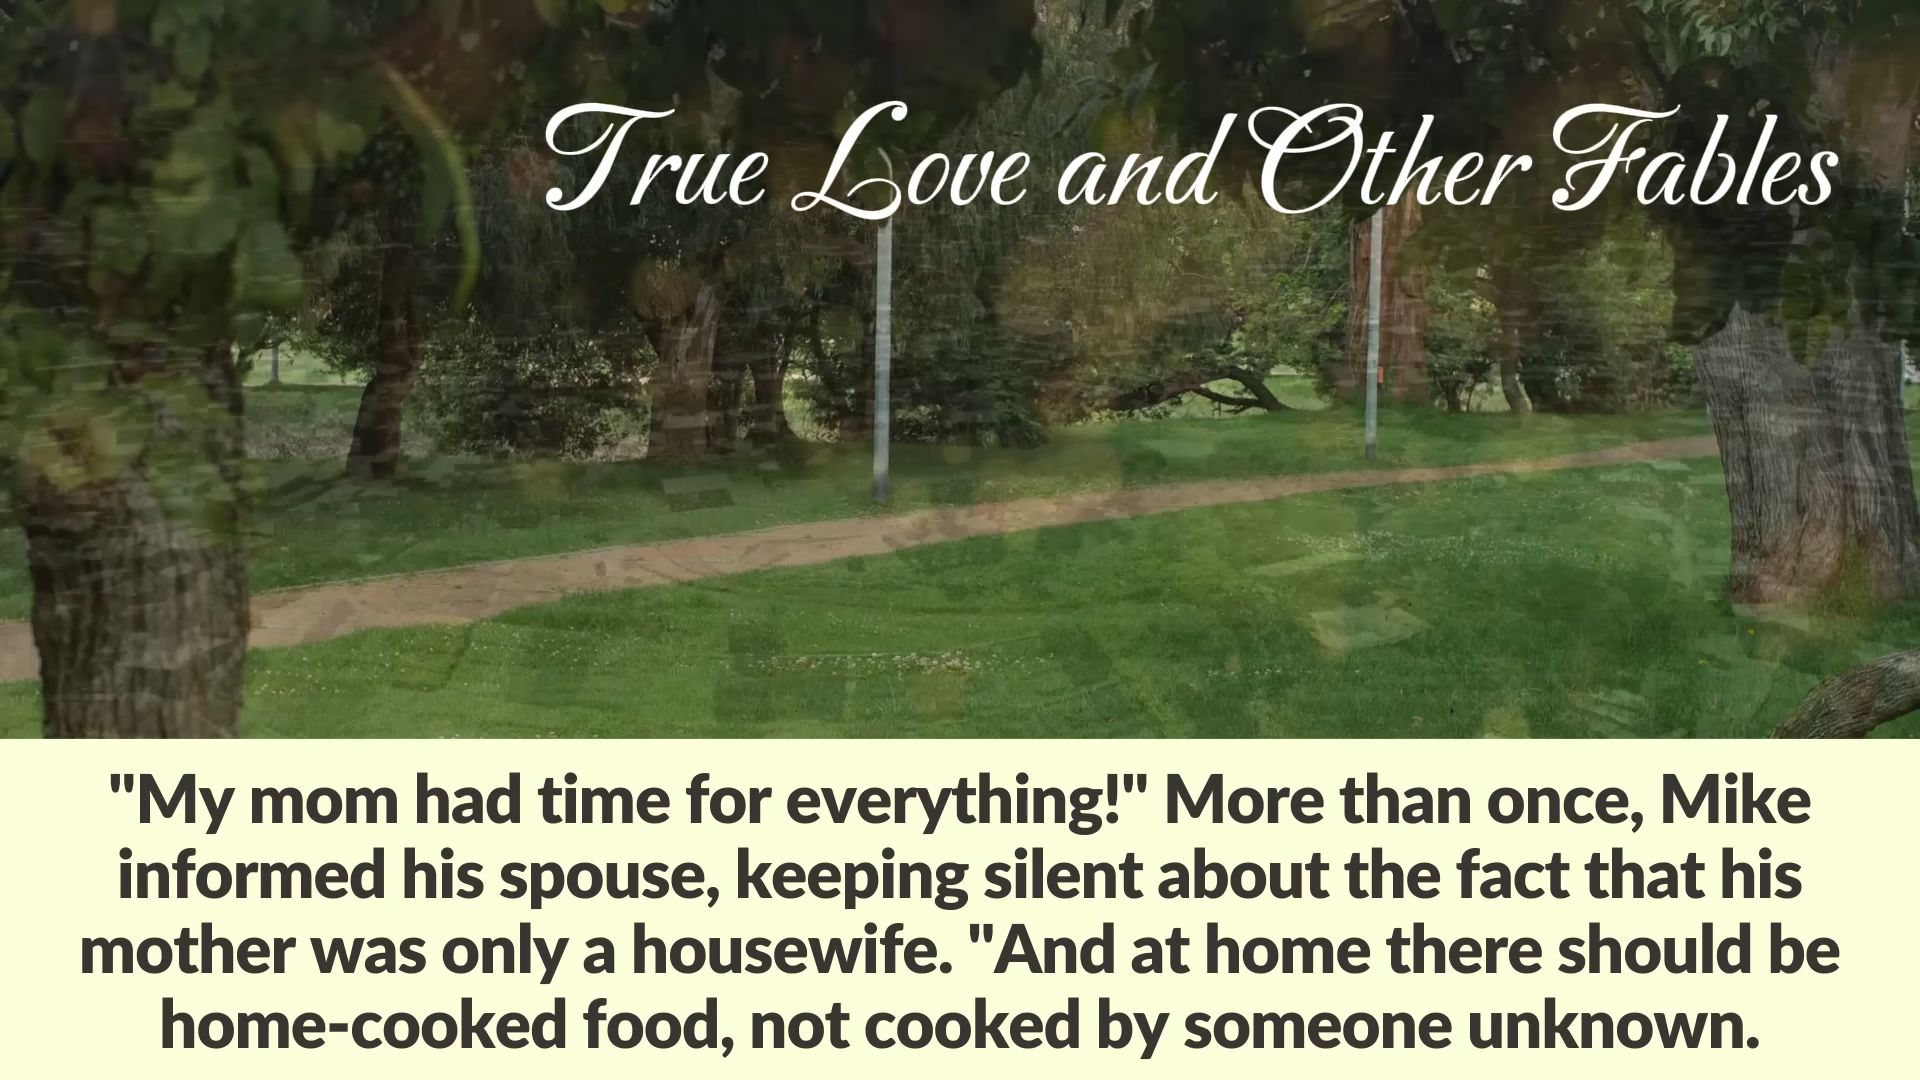 True Love and Other Fables
"My mom had time for everything!" More than once, Mike
informed his spouse, keeping silent about the fact that his
mother was only a housewife. "And at home there should be
home-cooked food, not cooked by someone unknown.